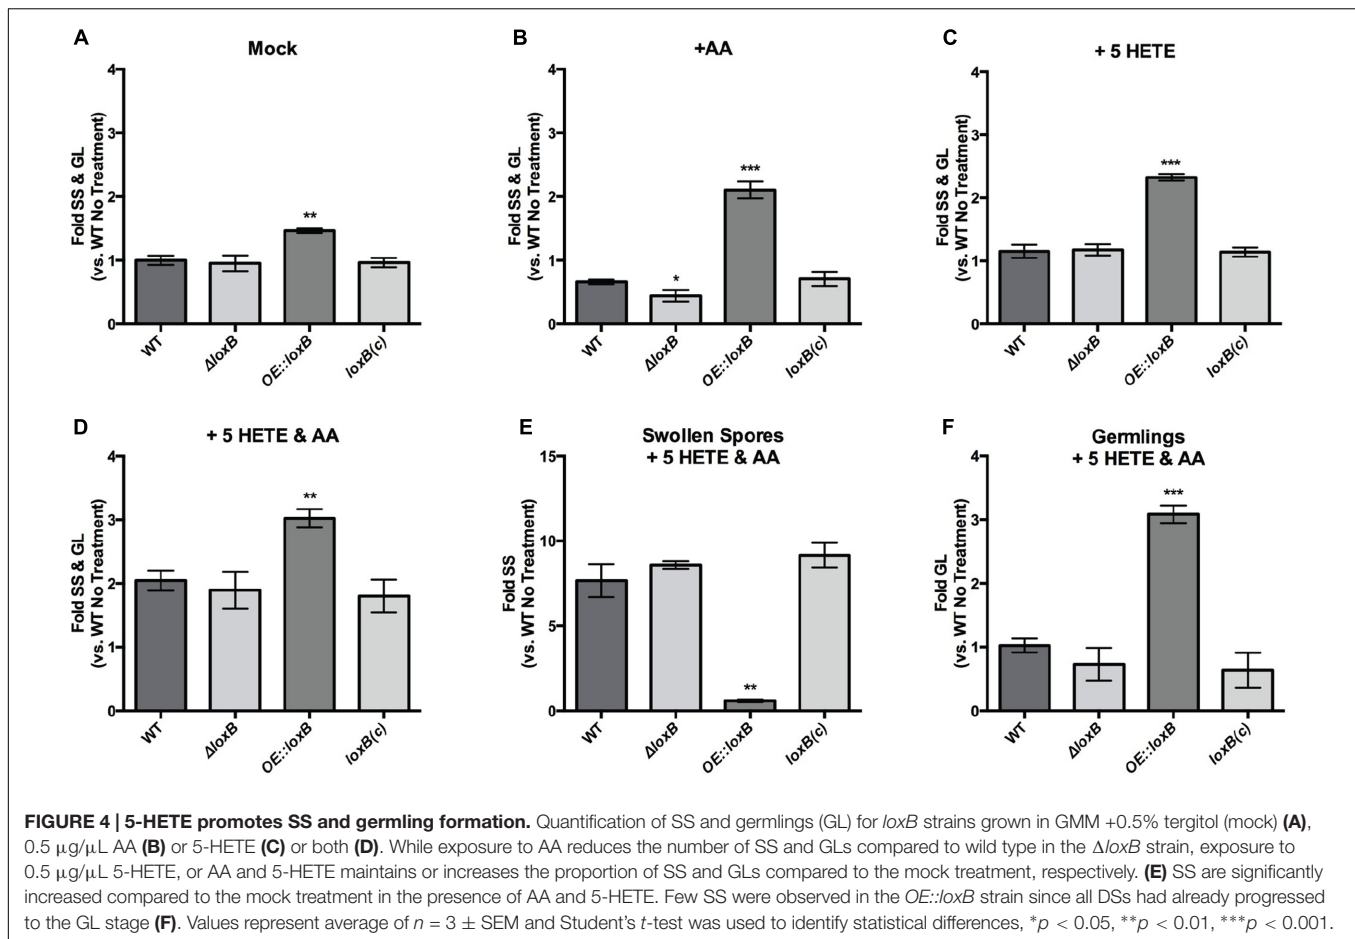 A
Mock
Fold SS & GL
(vs. WT No Treatment)
4
3
2
1
0
**
WT
ΔloxB
OE::loxB
loxB(c)
B
+AA
Fold SS & GL
(vs. WT No Treatment)
4
3
2
1
0
*
***
WT
ΔloxB
OE::loxB
loxB(c)
C
+ 5 HETE
Fold SS & GL
(vs. WT No Treatment)
4
3
2
1
0
***
WT
ΔloxB
OE::loxB
loxB(c)
D
+ 5 HETE & AA
Fold SS & GL
(vs. WT No Treatment)
4
3
2
1
0
**
WT
ΔloxB
OE::loxB
loxB(c)
E
Swollen Spores
+ 5 HETE & AA
Fold SS
(vs. WT No Treatment)
15
10
5
0
**
WT
ΔloxB
OE::loxB
loxB(c)
F
Germlings
+ 5 HETE & AA
Fold GL
(vs. WT No Treatment)
4
3
2
1
0
***
WT
ΔloxB
OE::loxB
loxB(c)
FIGURE 4 | 5-HETE promotes SS and germling formation. Quantification of SS and germlings (GL) for loxB strains grown in GMM +0.5% tergitol (mock) (A),
0.5 μg/μL AA (B) or 5-HETE (C) or both (D). While exposure to AA reduces the number of SS and GLs compared to wild type in the ΔloxB strain, exposure to
0.5 μg/μL 5-HETE, or AA and 5-HETE maintains or increases the proportion of SS and GLs compared to the mock treatment, respectively. (E) SS are significantly
increased compared to the mock treatment in the presence of AA and 5-HETE. Few SS were observed in the OE::loxB strain since all DSs had already progressed
to the GL stage (F). Values represent average of n = 3 ± SEM and Student's t-test was used to identify statistical differences, *p < 0.05, **p < 0.01, ***p < 0.001.